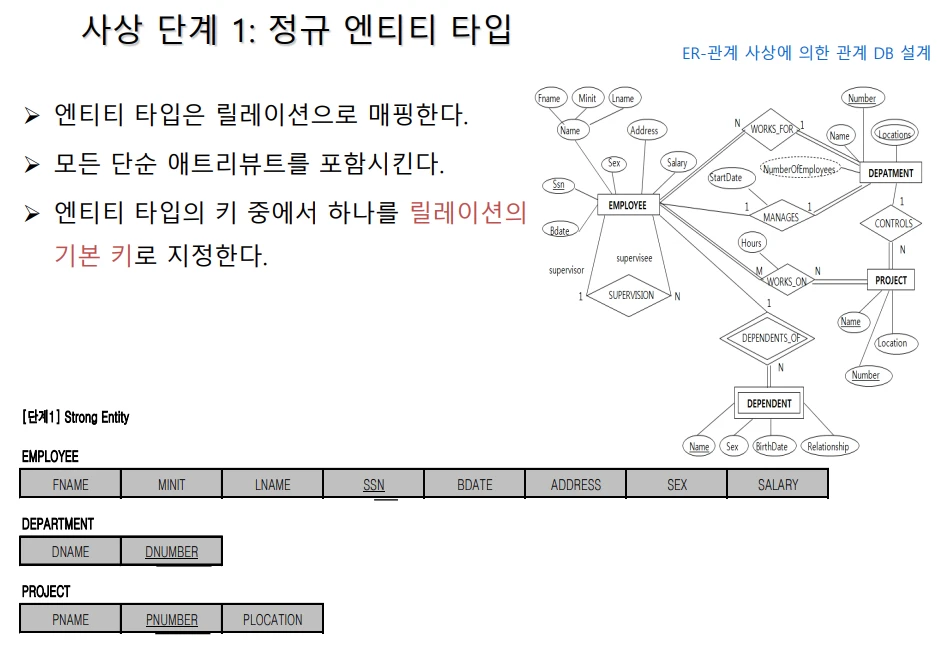 사상 단계 1: 정규 엔티티 타입
ER-관계 사상에 의한 관계 DB 설계
➢ 엔티티 타입은 릴레이션으로 매핑한다.
➢ 모든 단순 애트리뷰트를 포함시킨다.
➢ 엔티티 타입의 키 중에서 하나를 릴레이션의
기본 키로 지정한다.
Fname Minit Lname
Name Address
Sex Salary
Ssn
EMPLOYEE
Bdate
supervisor supervisee
1 SUPERVISION N
N WORKS_FOR 1
Number
Name Locations
NumberOfEmployees
DEPATMENT
StartDate
1 MANAGES 1
1
CONTROLS
N
Hours
M WORKS_ON N
PROJECT
Name
Location
Number
1
DEPENDENTS_OF
N
DEPENDENT
Name Sex BirthDate Relationship
[단계1] Strong Entity
EMPLOYEE
FNAME MINIT LNAME SSN BDATE ADDRESS SEX SALARY
DEPARTMENT
DNAME DNUMBER
PROJECT
PNAME PNUMBER PLOCATION